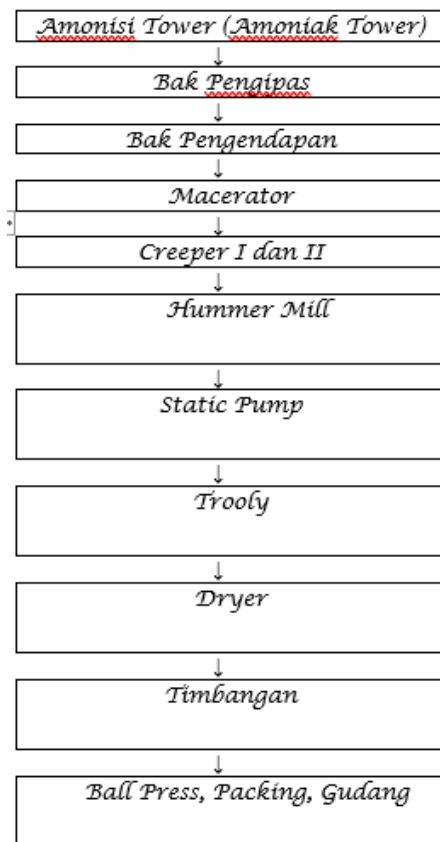 Amonisi Tower (Amoniak Tower)
↓
Bak Pengipas
↓
Bak Pengendapan
↓
Macerator
↓
Creeper I dan II
↓
Hummer Mill
↓
Static Pump
↓
Trooly
↓
Dryer
↓
Timbangan
↓
Ball Press, Packing, Gudang